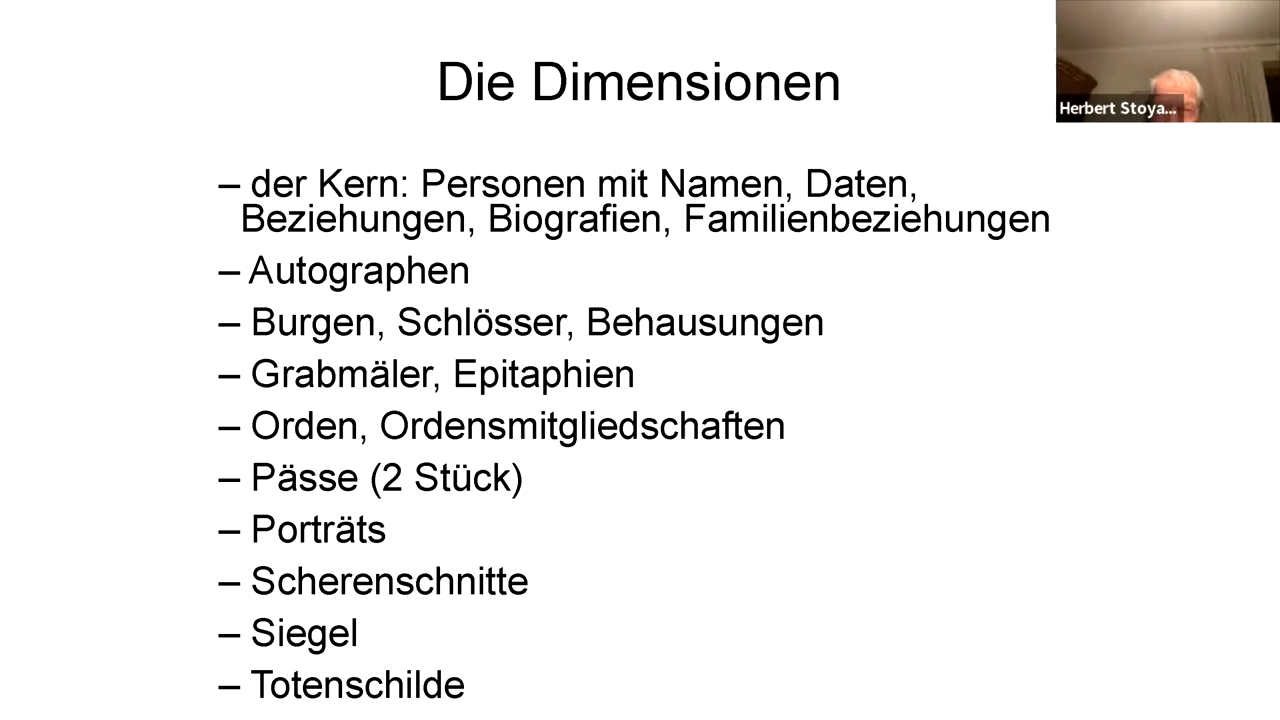 Die Dimensionen
Herbert Stoya...
– der Kern: Personen mit Namen, Daten,
Beziehungen, Biografien, Familienbeziehungen
– Autographen
– Burgen, Schlösser, Behausungen
– Grabmäler, Epitaphien
– Orden, Ordensmitgliedschaften
– Pässe (2 Stück)
– Porträts
– Scherenschnitte
– Siegel
– Totenschilde